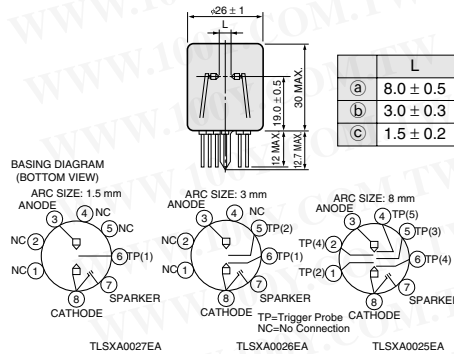 ø26 ± 1
L
19.0 ± 0.5
30 MAX.
12 MAX.
12.7 MAX.
L
ⓐ 8.0 ± 0.5
ⓑ 3.0 ± 0.3
ⓒ 1.5 ± 0.2
BASING DIAGRAM
(BOTTOM VIEW)
ARC SIZE: 1.5 mm
ANODE
3
4 NC
5 NC
NC 2
6 TP(1)
NC 1
7
SPARKER
8
CATHODE
TLSXA0027EA
ARC SIZE: 3 mm
ANODE
3
4 NC
5 TP(2)
NC 2
6 TP(1)
NC 1
7
SPARKER
8
CATHODE
TP=Trigger Probe
NC=No Connection
TLSXA0026EA
ARC SIZE: 8 mm
ANODE
3
4 TP(5)
5 TP(3)
TP(4) 2
6 TP(4)
TP(2) 1
7
SPARKER
8
CATHODE
TLSXA0025EA